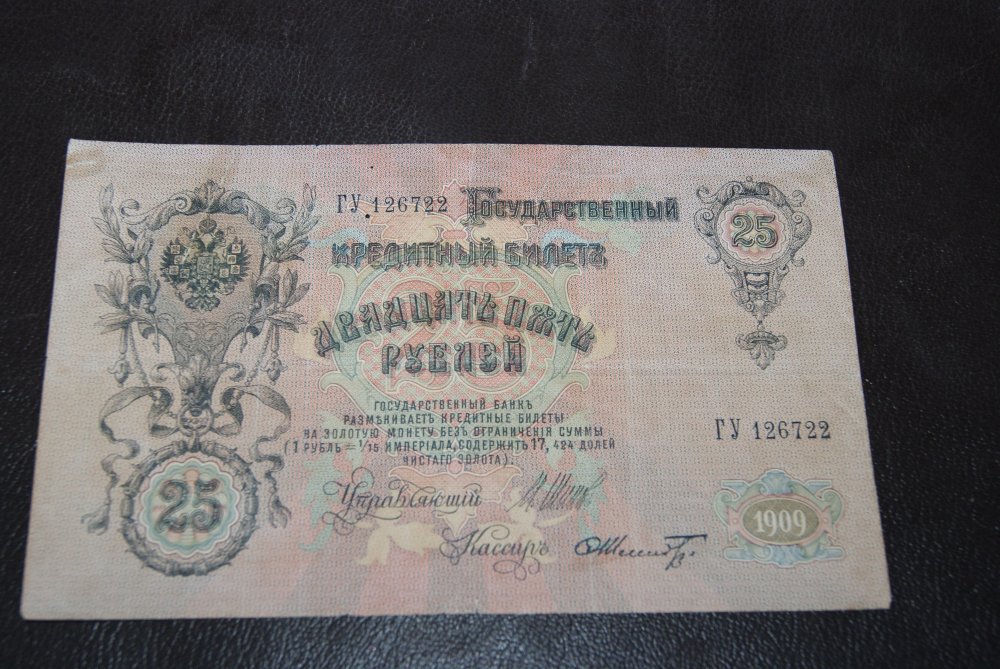 ГУ 126722 Государственный
25
кредитный билетъ
Двадцать пять
рублей
ГОСУДАРСТВЕННЫЙ БАНКЪ
РАЗМѢНИВАЕТЪ КРЕДИТНЫЕ БИЛЕТЫ
НА ЗОЛОТУЮ МОНЕТУ БЕЗЪ ОГРАНИЧЕНІЯ СУММЫ
(1 РУБЛЬ = 1/15 ИМПЕРІАЛА, СОДЕРЖИТЪ 17,424 ДОЛЕЙ
ЧИСТАГО ЗОЛОТА).
ГУ 126722
25
Управляющій
Кассиръ
1909